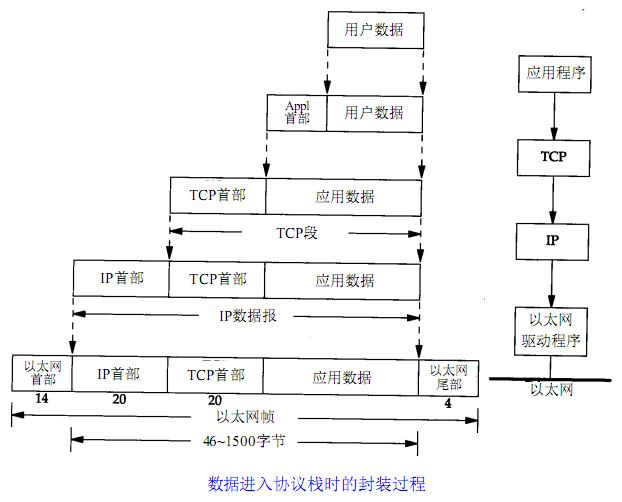 用户数据
应用程序
Appl 首部 用户数据
TCP
TCP首部 应用数据
TCP段
IP
IP首部 TCP首部 应用数据
IP数据报
以太网
驱动程序
以太网首部 IP首部 TCP首部 应用数据 以太网尾部
以太网
14 20 20 4
以太网帧
46~1500字节
数据进入协议栈时的封装过程